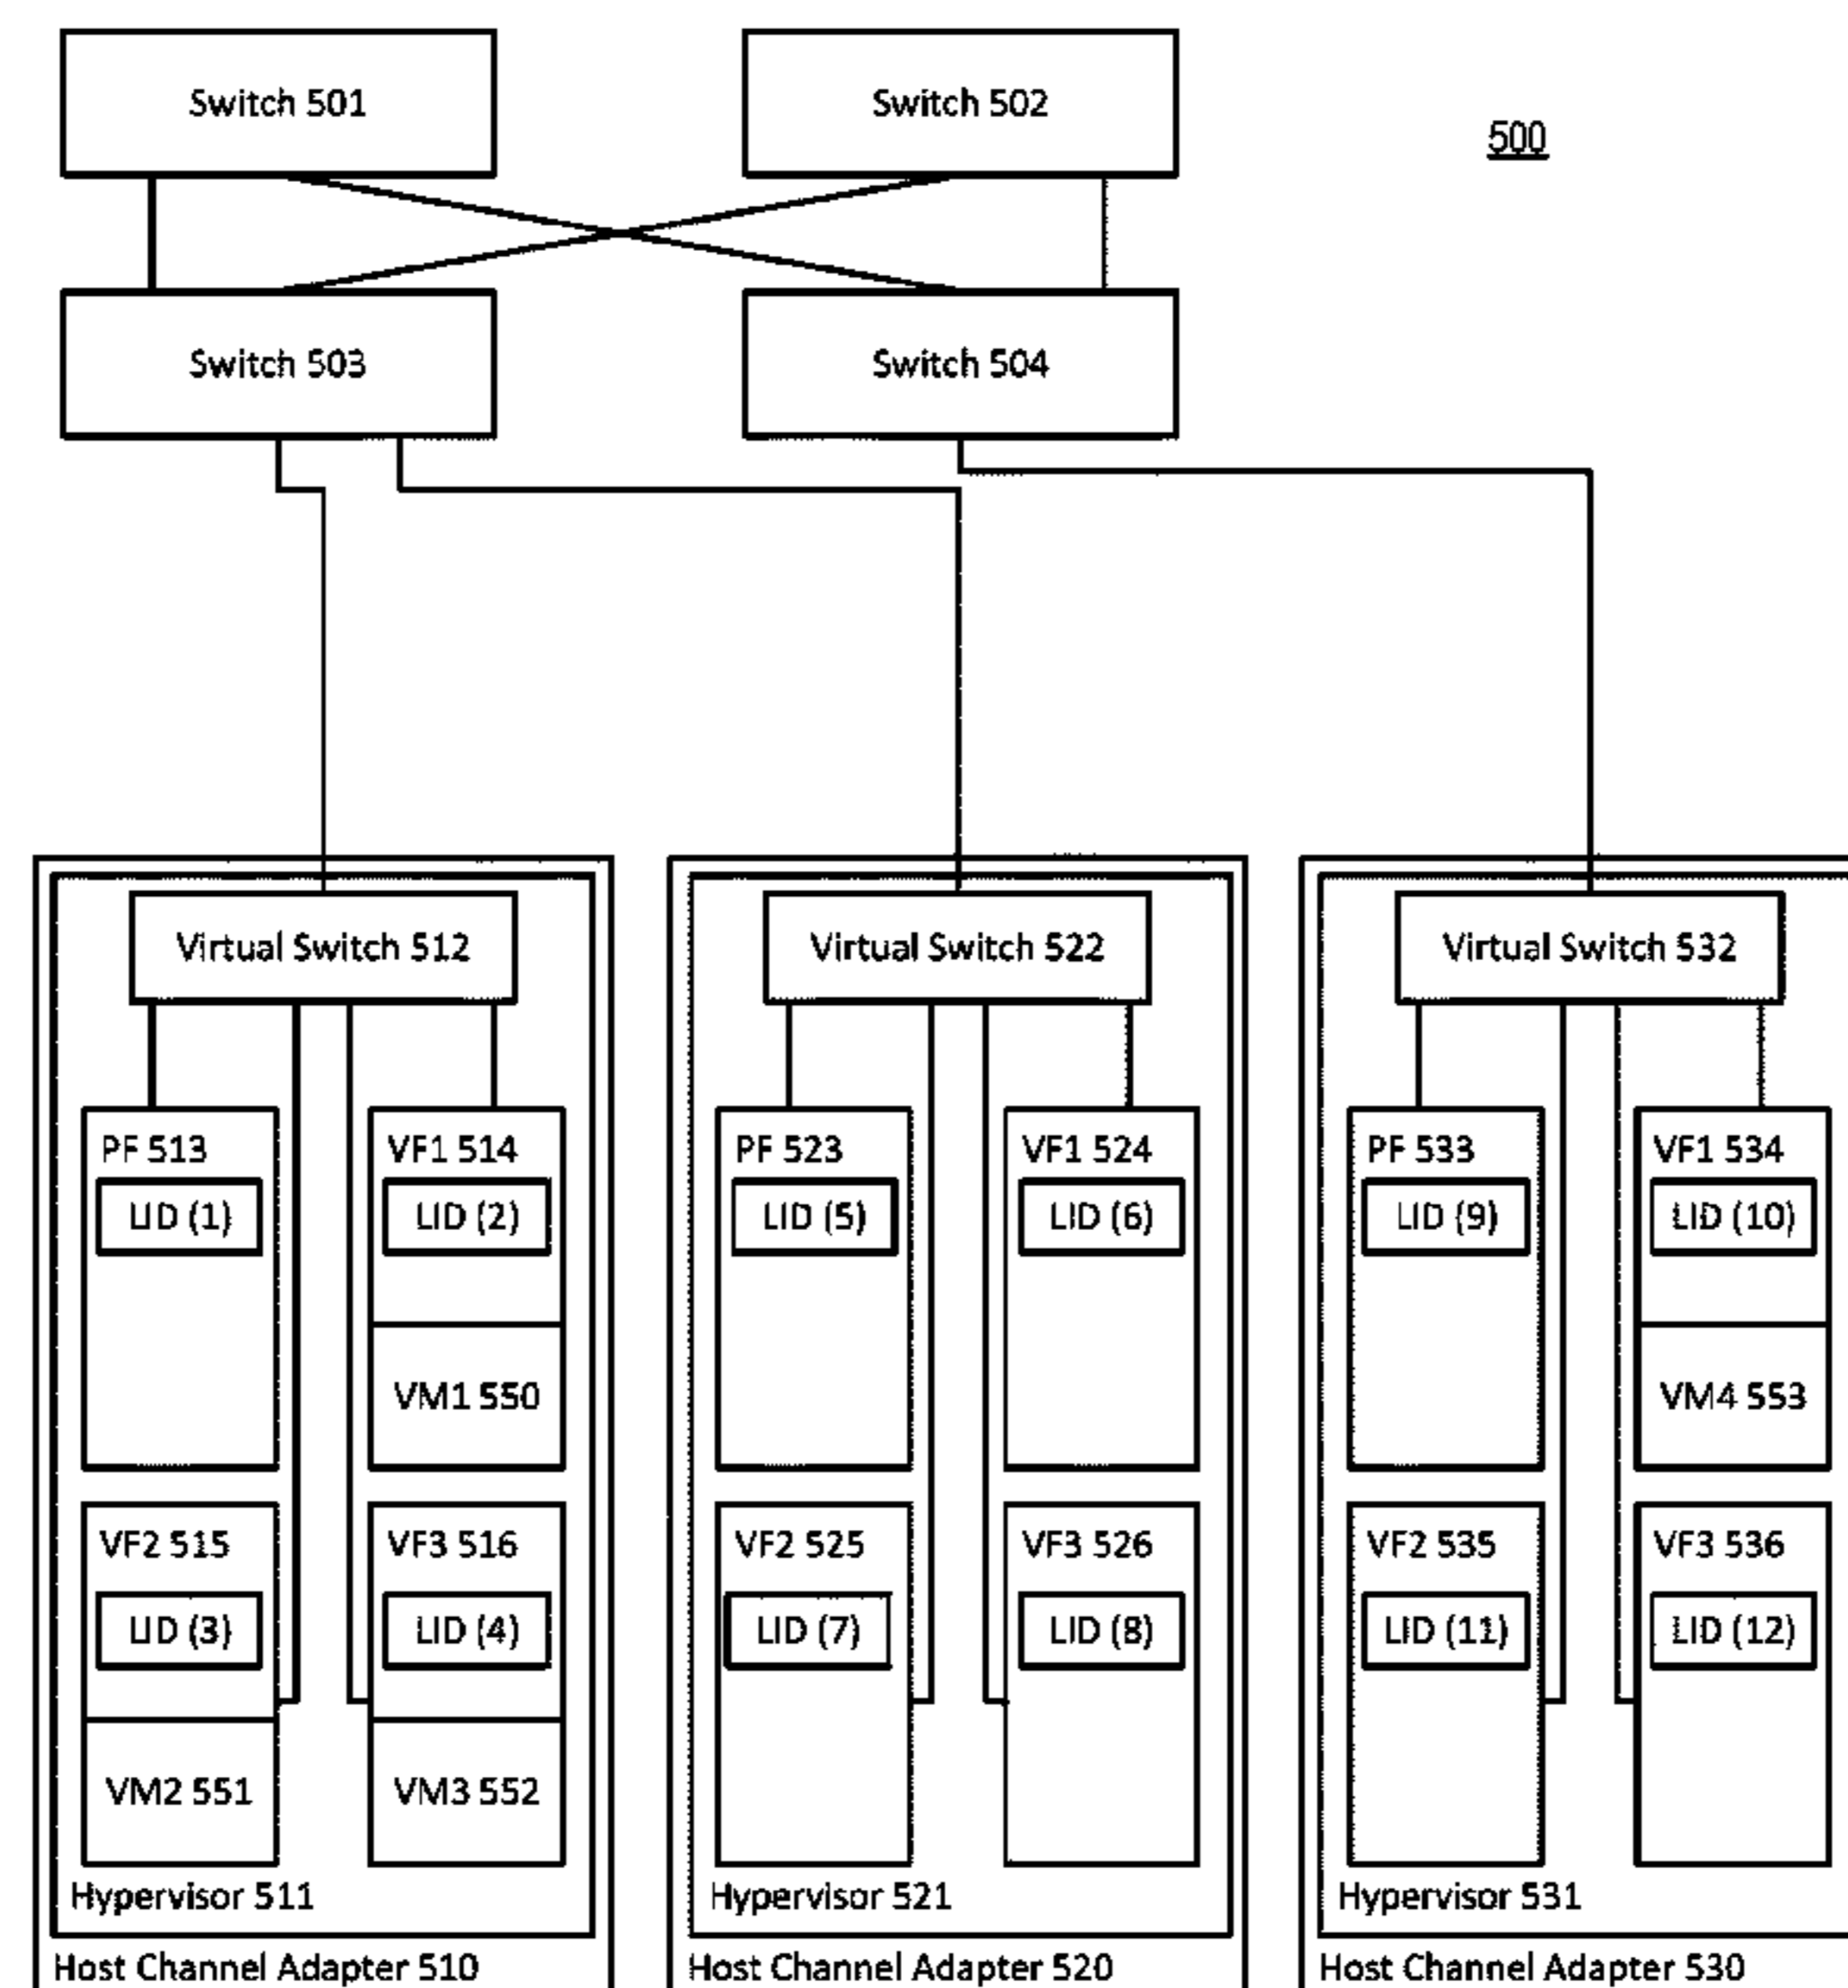 Switch 501
Switch 502
500
Switch 503
Switch 504
Virtual Switch 512
Virtual Switch 522
Virtual Switch 532
PF 513
VF1 514
PF 523
VF1 524
PF 533
VF1 534
LID (1)
LID (2)
LID (5)
LID (6)
LID (9)
LID (10)
VM1 550
VM4 553
VF2 515
VF3 516
VF2 525
VF3 526
VF2 535
VF3 536
LID (3)
LID (4)
LID (7)
LID (8)
LID (11)
LID (12)
VM2 551
VM3 552
Hypervisor 511
Hypervisor 521
Hypervisor 531
Host Channel Adapter 510
Host Channel Adapter 520
Host Channel Adapter 530